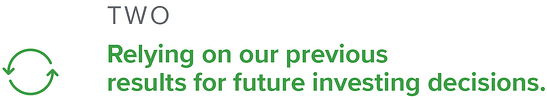 TWO
Relying on our previous
results for future investing decisions.